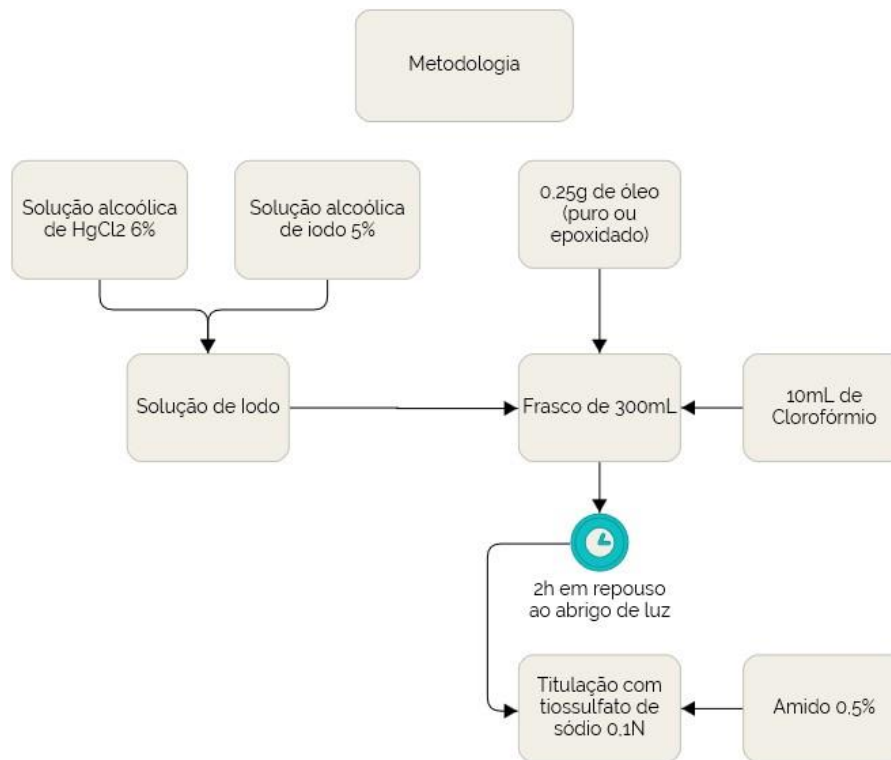 Metodologia
Solução alcoólica
de HgCl2 6%
Solução alcoólica
de iodo 5%
0,25g de óleo
(puro ou
epoxidado)
Solução de Iodo
Frasco de 300mL
10mL de
Clorofórmio
2h em repouso
ao abrigo de luz
Titulação com
tiossulfato de
sódio 0,1N
Amido 0,5%